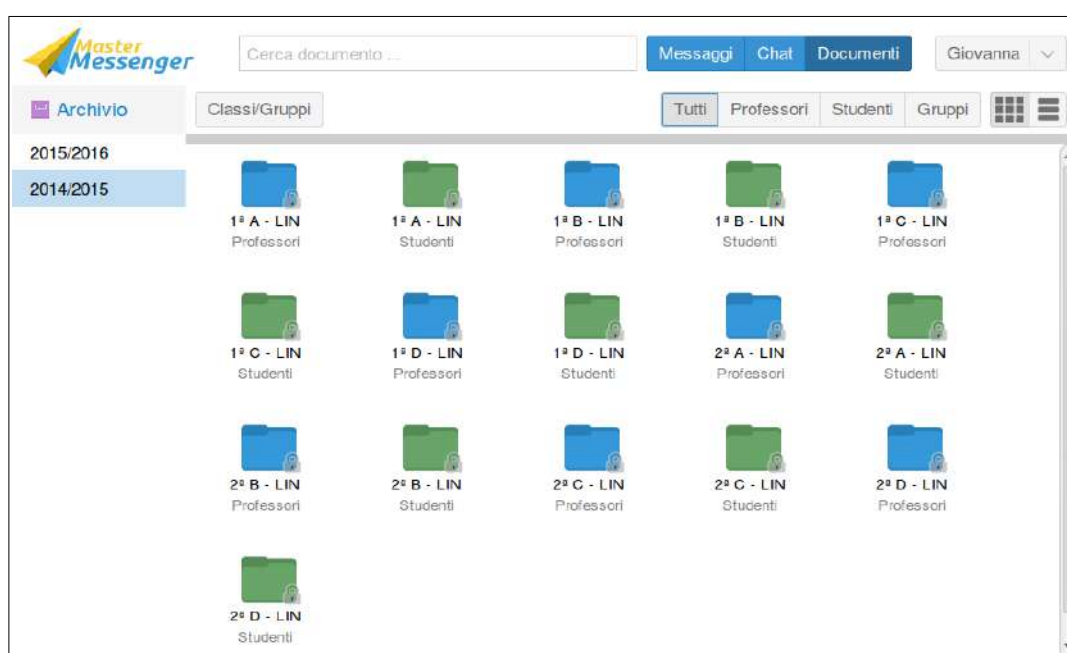 Master
Messenger
Cerca documento ...
Messaggi Chat Documenti
Giovanna
Archivio
Classi/Gruppi
Tutti Professori Studenti Gruppi
2015/2016
2014/2015
1ª A - LIN 1ª A - LIN 1ª B - LIN 1ª B - LIN 1ª C - LIN
Professori Studenti Professori Studenti Professori
1ª C - LIN 1ª D - LIN 1ª D - LIN 2ª A - LIN 2ª A - LIN
Studenti Professori Studenti Professori Studenti
2ª B - LIN 2ª B - LIN 2ª C - LIN 2ª C - LIN 2ª D - LIN
Professori Studenti Professori Studenti Professori
2ª D - LIN
Studenti